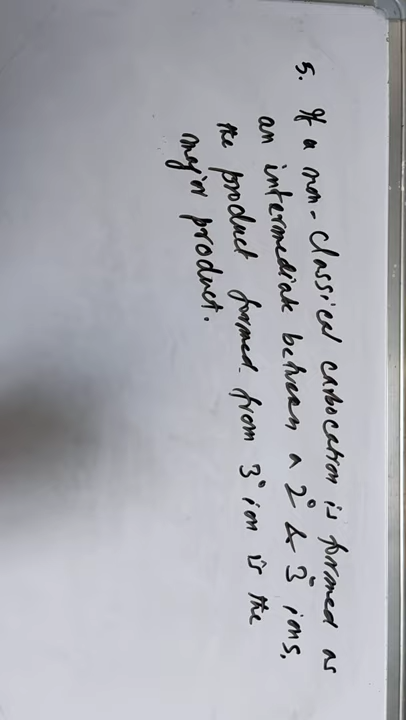 5. If a non-classical carbocation is formed as
an intermediate between a 2° & 3° ions,
the product formed from 3° ion is the
major product.